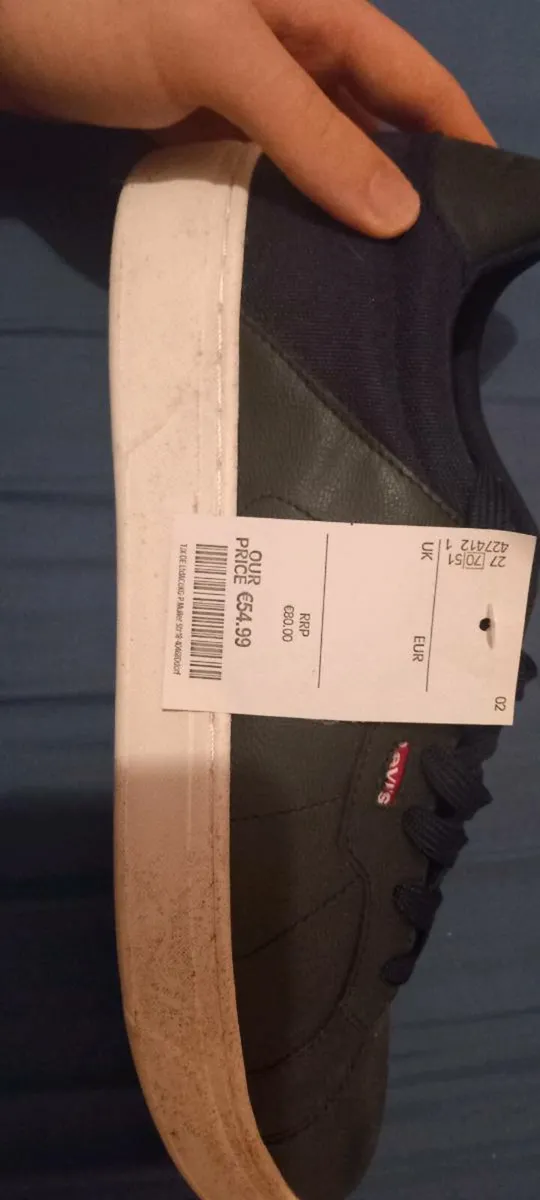 02
27 70 51
427412 1
UK
EUR
RRP
€80.00
OUR
PRICE €54.99
Levi's